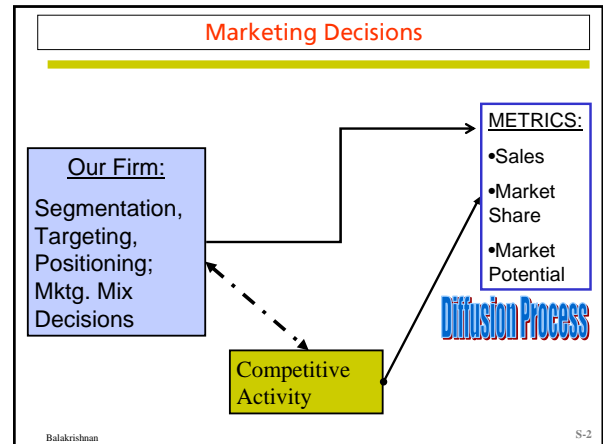 Marketing Decisions
Our Firm:
Segmentation,
Targeting,
Positioning;
Mktg. Mix
Decisions
METRICS:
•Sales
•Market
Share
•Market
Potential
Diffusion Process
Competitive
Activity
Balakrishnan
S-2